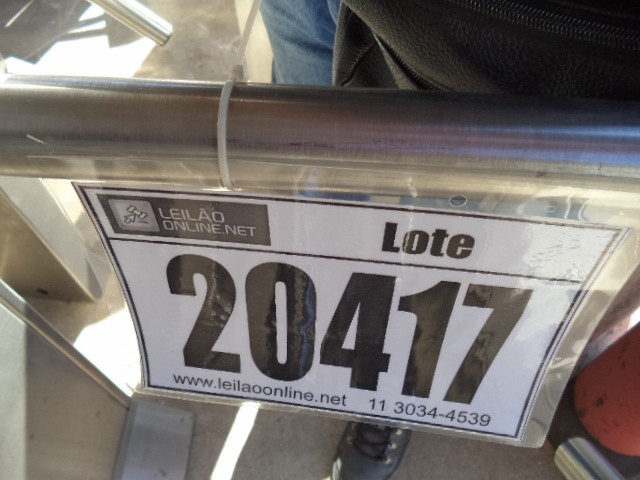 LEILÃO
ONLINE.NET
Lote
20417
www.leilaoonline.net 11 3034-4539